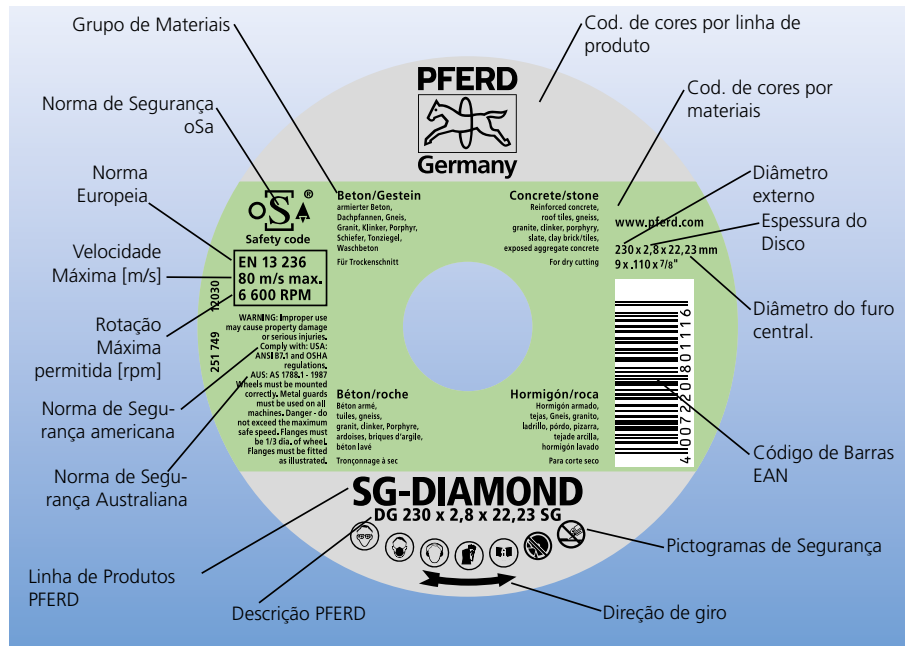 Grupo de Materiais
Cod. de cores por linha de
produto
Norma de Segurança
oSa
Cod. de cores por
materiais
Norma
Europeia
Diâmetro
externo
Espessura do
Disco
Velocidade
Máxima [m/s]
Rotação
Máxima
permitida [rpm]
Diâmetro do furo
central.
Norma de Segu-
rança americana
Norma de Segu-
rança Australiana
Código de Barras
EAN
Linha de Produtos
PFERD
Descrição PFERD
Direção de giro
Pictogramas de Segurança
PFERD
Germany
oSa®
Safety code
EN 13 236
80 m/s max.
6 600 RPM
12030
251 749
WARNING: Improper use
may cause property damage
or serious injuries.
Comply with: USA:
ANSI B7.1 and OSHA
regulations.
AUS: AS 1788.1 - 1987
Wheels must be mounted
correctly. Metal guards
must be used on all
machines. Danger - do
not exceed the maximum
safe speed. Flanges must
be 1/3 dia. of wheel.
Flanges must be fitted
as illustrated.
Beton/Gestein
armierter Beton,
Dachpfannen, Gneis,
Granit, Klinker, Porphyr,
Schiefer, Tonziegel,
Waschbeton
Für Trockenschnitt
Concrete/stone
Reinforced concrete,
roof tiles, gneiss,
granite, clinker, porphyry,
slate, clay brick/tiles,
exposed aggregate concrete
For dry cutting
www.pferd.com
230 x 2,8 x 22,23 mm
9 x .110 x 7/8"
4 007220 801116
Béton/roche
Béton armé,
tuiles, gneiss,
granit, clinker, Porphyre,
ardoises, briques d'argile,
béton lavé
Tronçonnage à sec
Hormigón/roca
Hormigón armado,
tejas, Gneis, granito,
ladrillo, pórdo, pizarra,
tejade arcilla,
hormigón lavado
Para corte seco
SG-DIAMOND
DG 230 x 2,8 x 22,23 SG